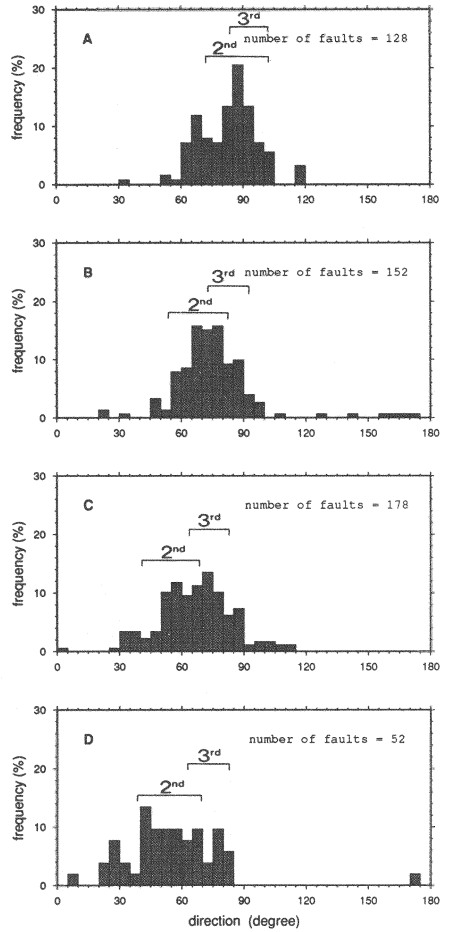 30
3rd
A
number of faults = 128
2nd
20
10
0
frequency (%)
0 30 60 90 120 150 180
30
B
3rd
number of faults = 152
2nd
20
10
0
frequency (%)
0 30 60 90 120 150 180
30
C
number of faults = 178
3rd
2nd
20
10
0
frequency (%)
0 30 60 90 120 150 180
30
D
number of faults = 52
3rd
2nd
20
10
0
frequency (%)
0 30 60 90 120 150 180
direction (degree)